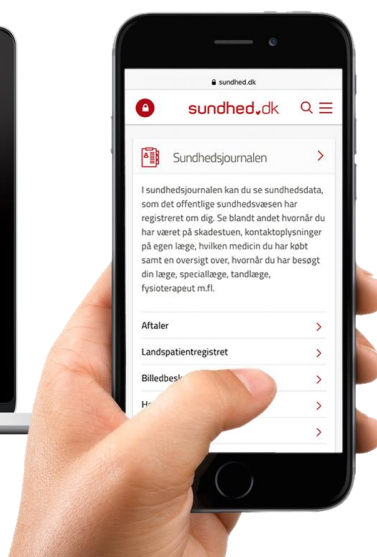 sundhed.dk
sundhed.dk
Sundhedsjournalen
I sundhedsjournalen kan du se sundhedsdata,
som det offentlige sundhedsvæsen har
registreret om dig. Se blandt andet hvornår du
har været på skadestuen, kontaktoplysninger
på egen læge, hvilken medicin du har købt
samt en oversigt over, hvornår du har besøgt
din læge, speciallæge, tandlæge,
fysioterapeut m.fl.
Aftaler
Landspatientregistret